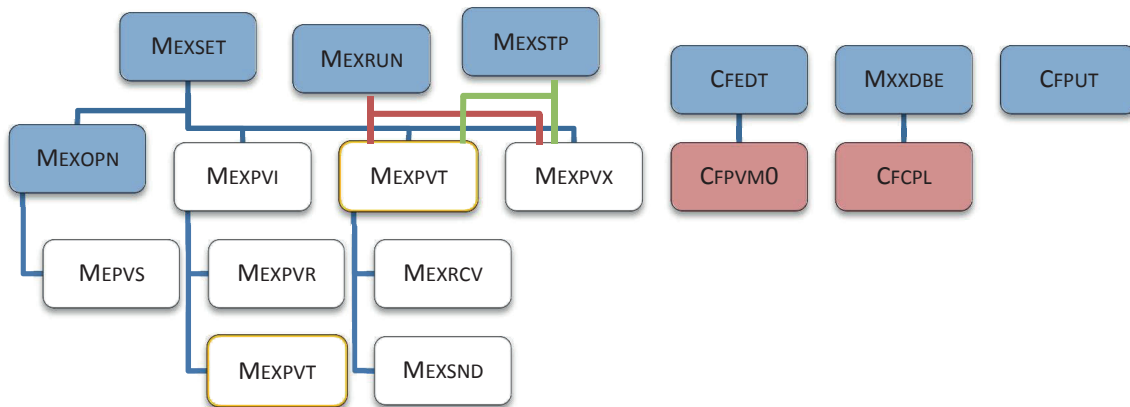 MEXSET
MEXRUN
MEXSTP
CFEDT
MXXDBE
CFPUT
MEXOPN
MEXPVI
MEXPVT
MEXPVX
CFPVM0
CFCPL
MEPVS
MEXPVR
MEXRCV
MEXPVT
MEXSND